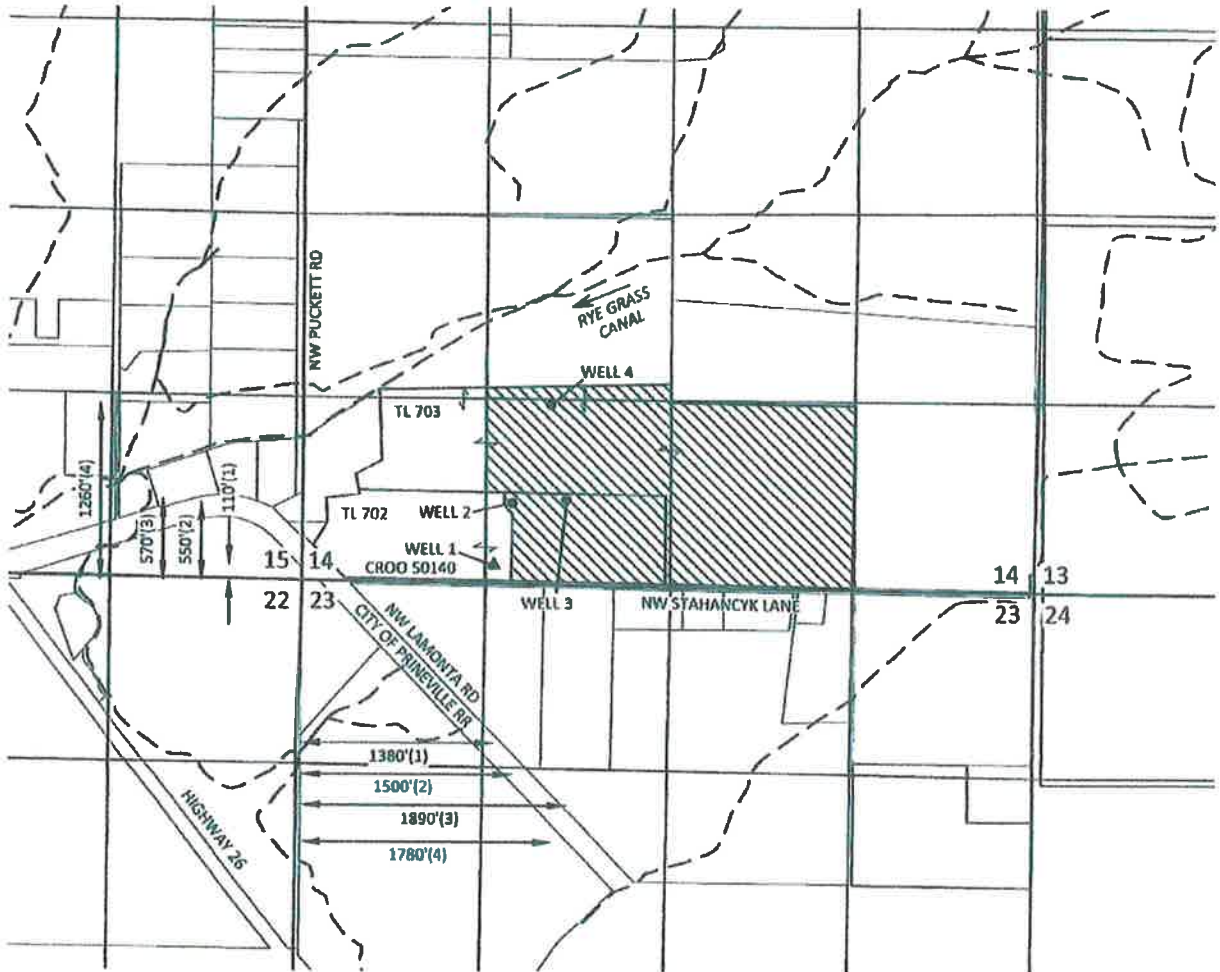 NW PUCKETT RD
RYE GRASS
CANAL
WELL 4
TL 703
1260'(4)
570'(3)
550'(2)
110'(1)
TL 702
WELL 2
WELL 1
CROO 50140
15 14
22 23
14 13
23 24
WELL 3
NW STAHANCYK LANE
NW LAMONTA RD
CITY OF PRINEVILLE RR
1380'(1)
1500'(2)
1890'(3)
1780'(4)
HIGHWAY 26